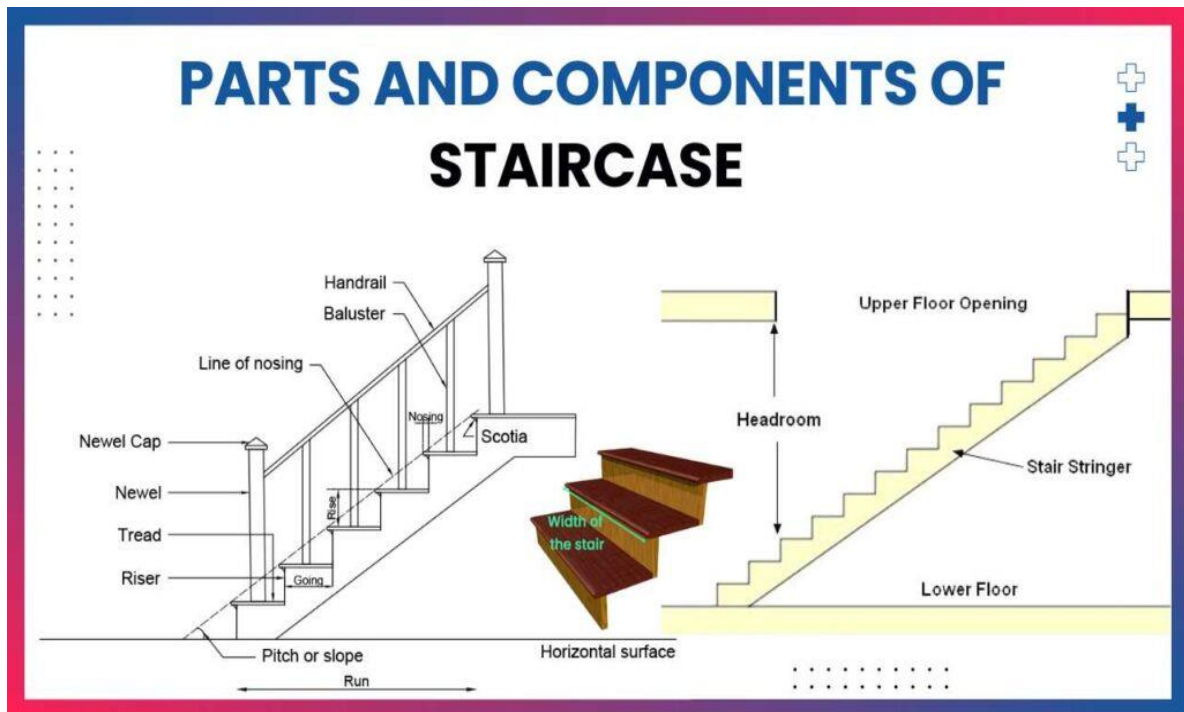 PARTS AND COMPONENTS OF
STAIRCASE
Handrail
Baluster
Line of nosing
Nosing
Scotia
Newel Cap
Newel
Rise
Tread
Riser
Going
Pitch or slope
Run
Width of
the stair
Horizontal surface
Upper Floor Opening
Headroom
Stair Stringer
Lower Floor